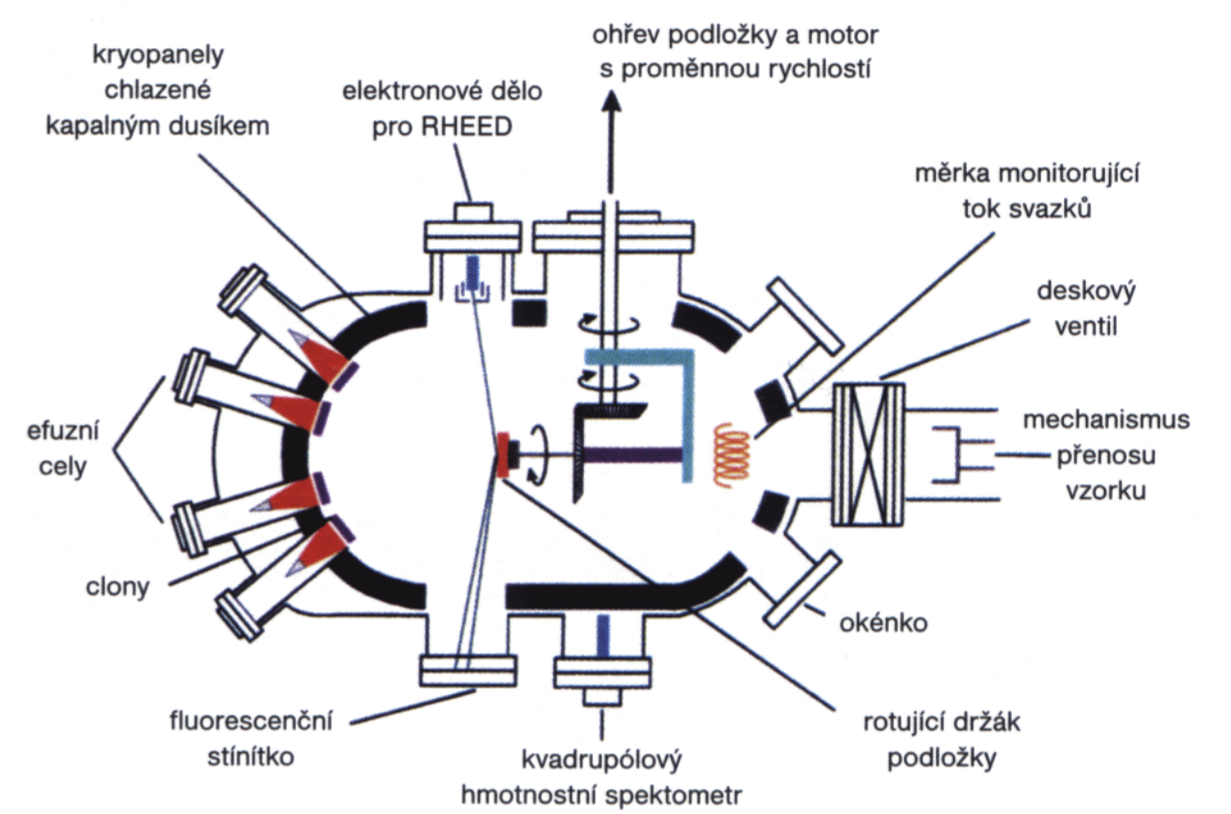 kryopanely
chlazené
kapalným dusíkem
elektronové dělo
pro RHEED
ohřev podložky a motor
s proměnnou rychlostí
měrka monitorující
tok svazků
deskový
ventil
mechanismus
přenosu
vzorku
efuzní
cely
clony
okénko
fluorescenční
stínítko
kvadrupólový
hmotnostní spektometr
rotující držák
podložky